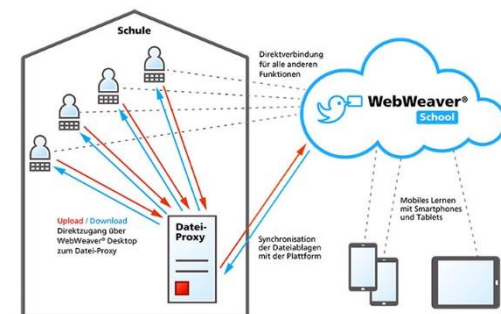 Schule
Direktverbindung
für alle anderen
Funktionen
WebWeaver®
School
Upload / Download
Direktzugang über
WebWeaver® Desktop
zum Datei-Proxy
Datei-
Proxy
Synchronisation
der Dateiablagen
mit der Plattform
Mobiles Lernen
mit Smartphones
und Tablets